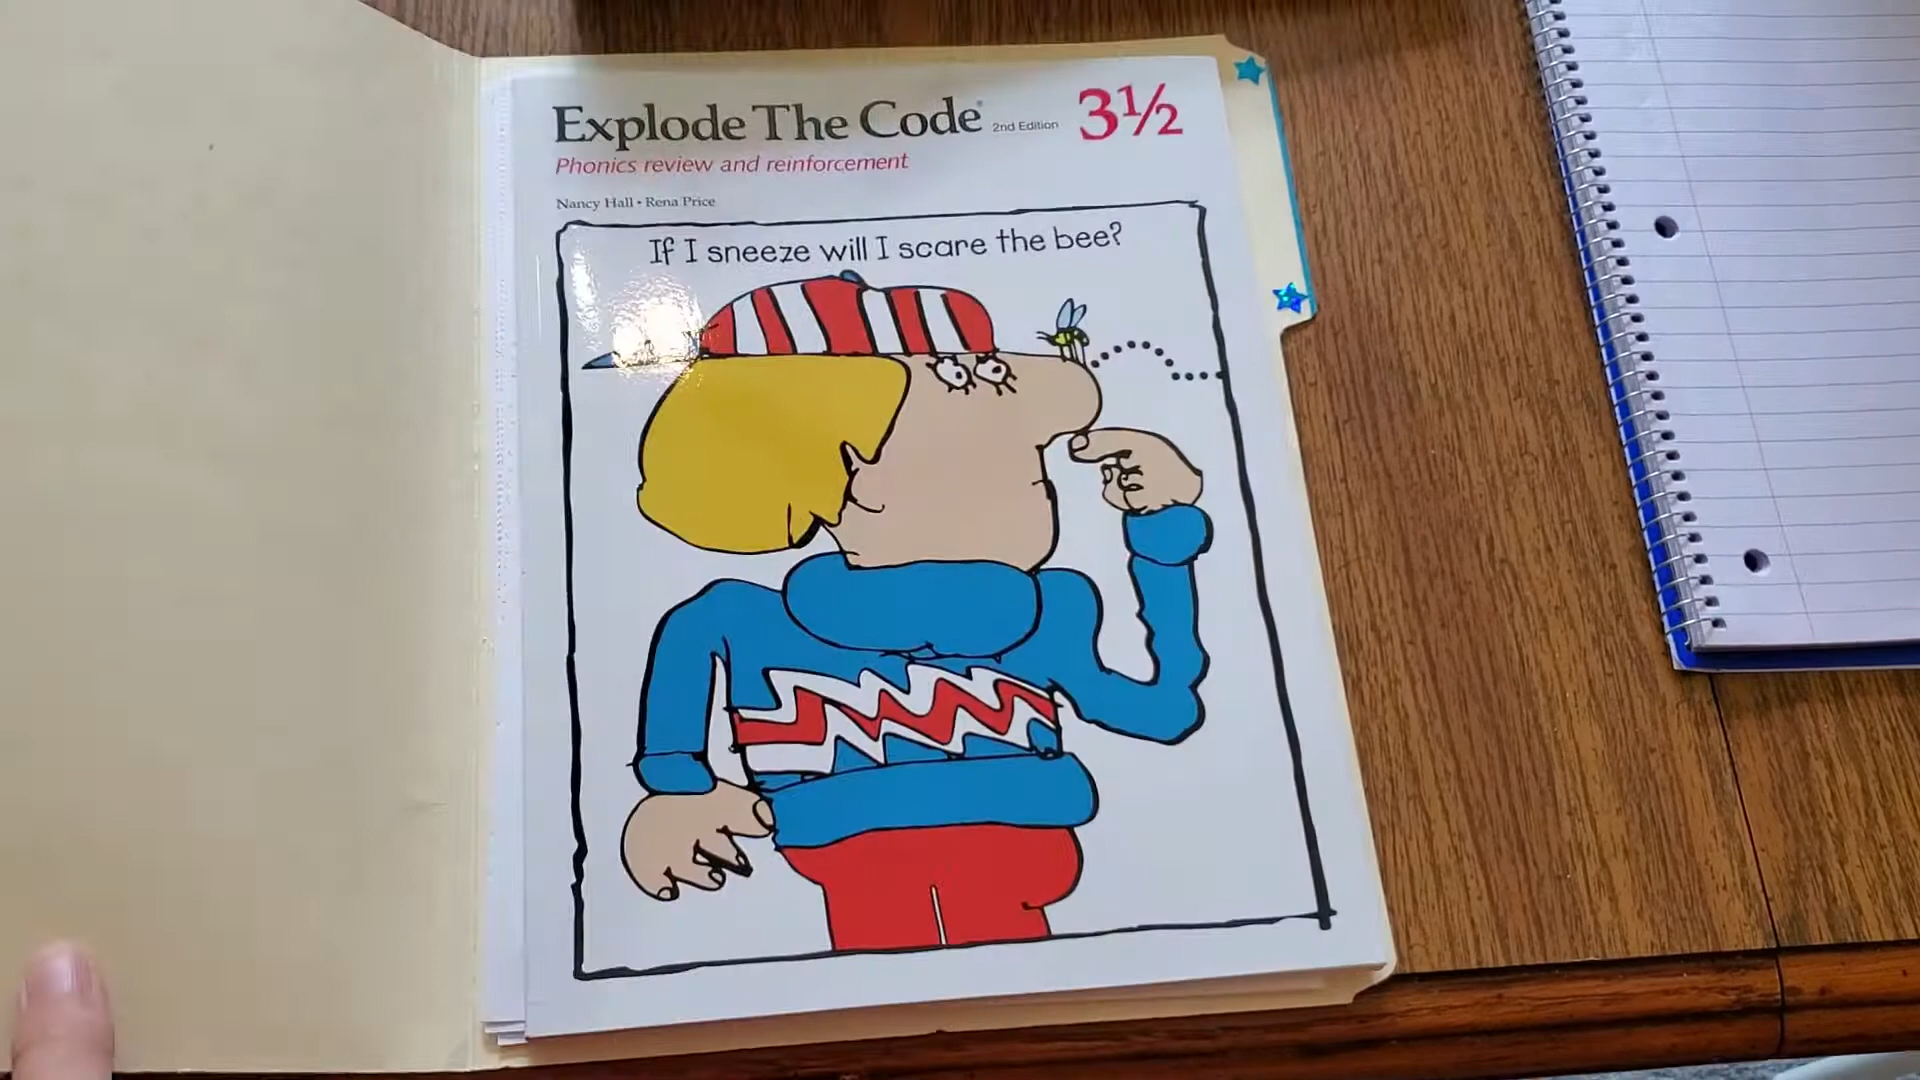 Explode The Code® 2nd Edition 3½
Phonics review and reinforcement
Nancy Hall • Rena Price
If I sneeze will I scare the bee?